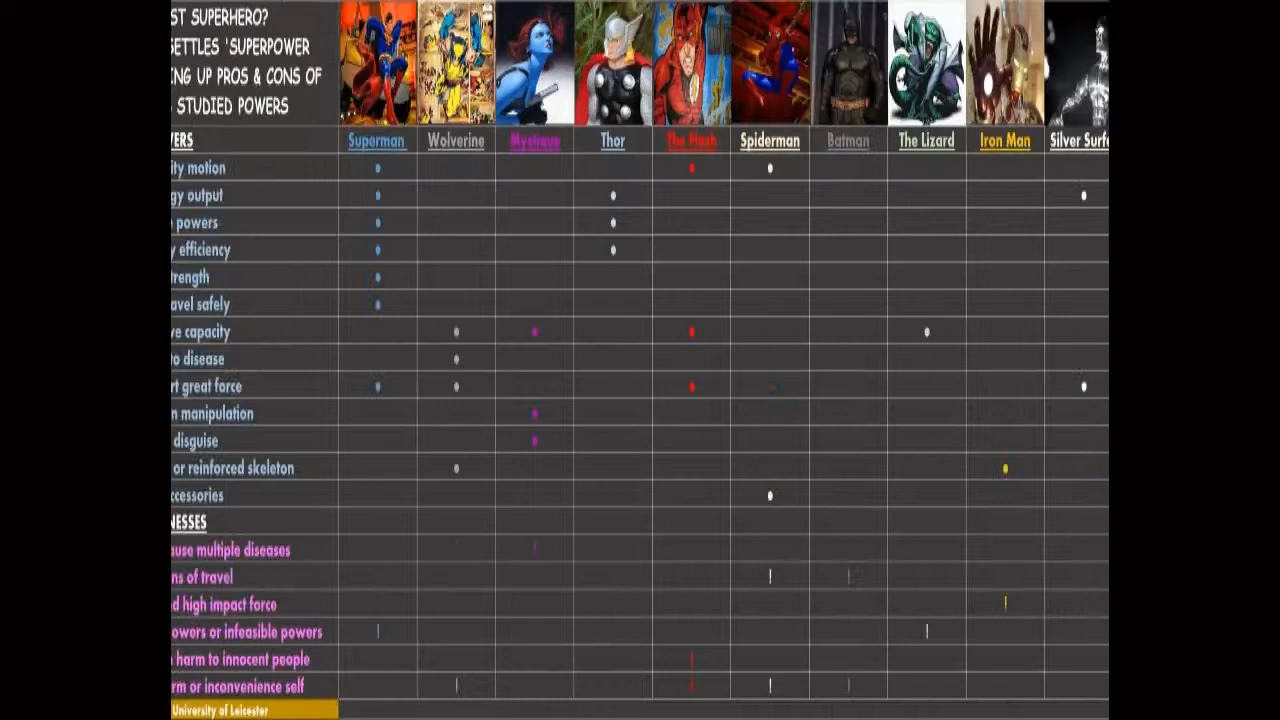 ST SUPERHERO?
SETTLES 'SUPERPOWER
ING UP PROS & CONS OF
STUDIED POWERS
VERS Superman Wolverine Mystique Thor The Flash Spiderman Batman The Lizard Iron Man Silver Surfe
ity motion
gy output
powers
y efficiency
trength
avel safely
ve capacity
to disease
rt great force
n manipulation
disguise
or reinforced skeleton
ccessories
NESSES
ause multiple diseases
ns of travel
d high impact force
owers or infeasible powers
harm to innocent people
rm or inconvenience self
University of Leicester